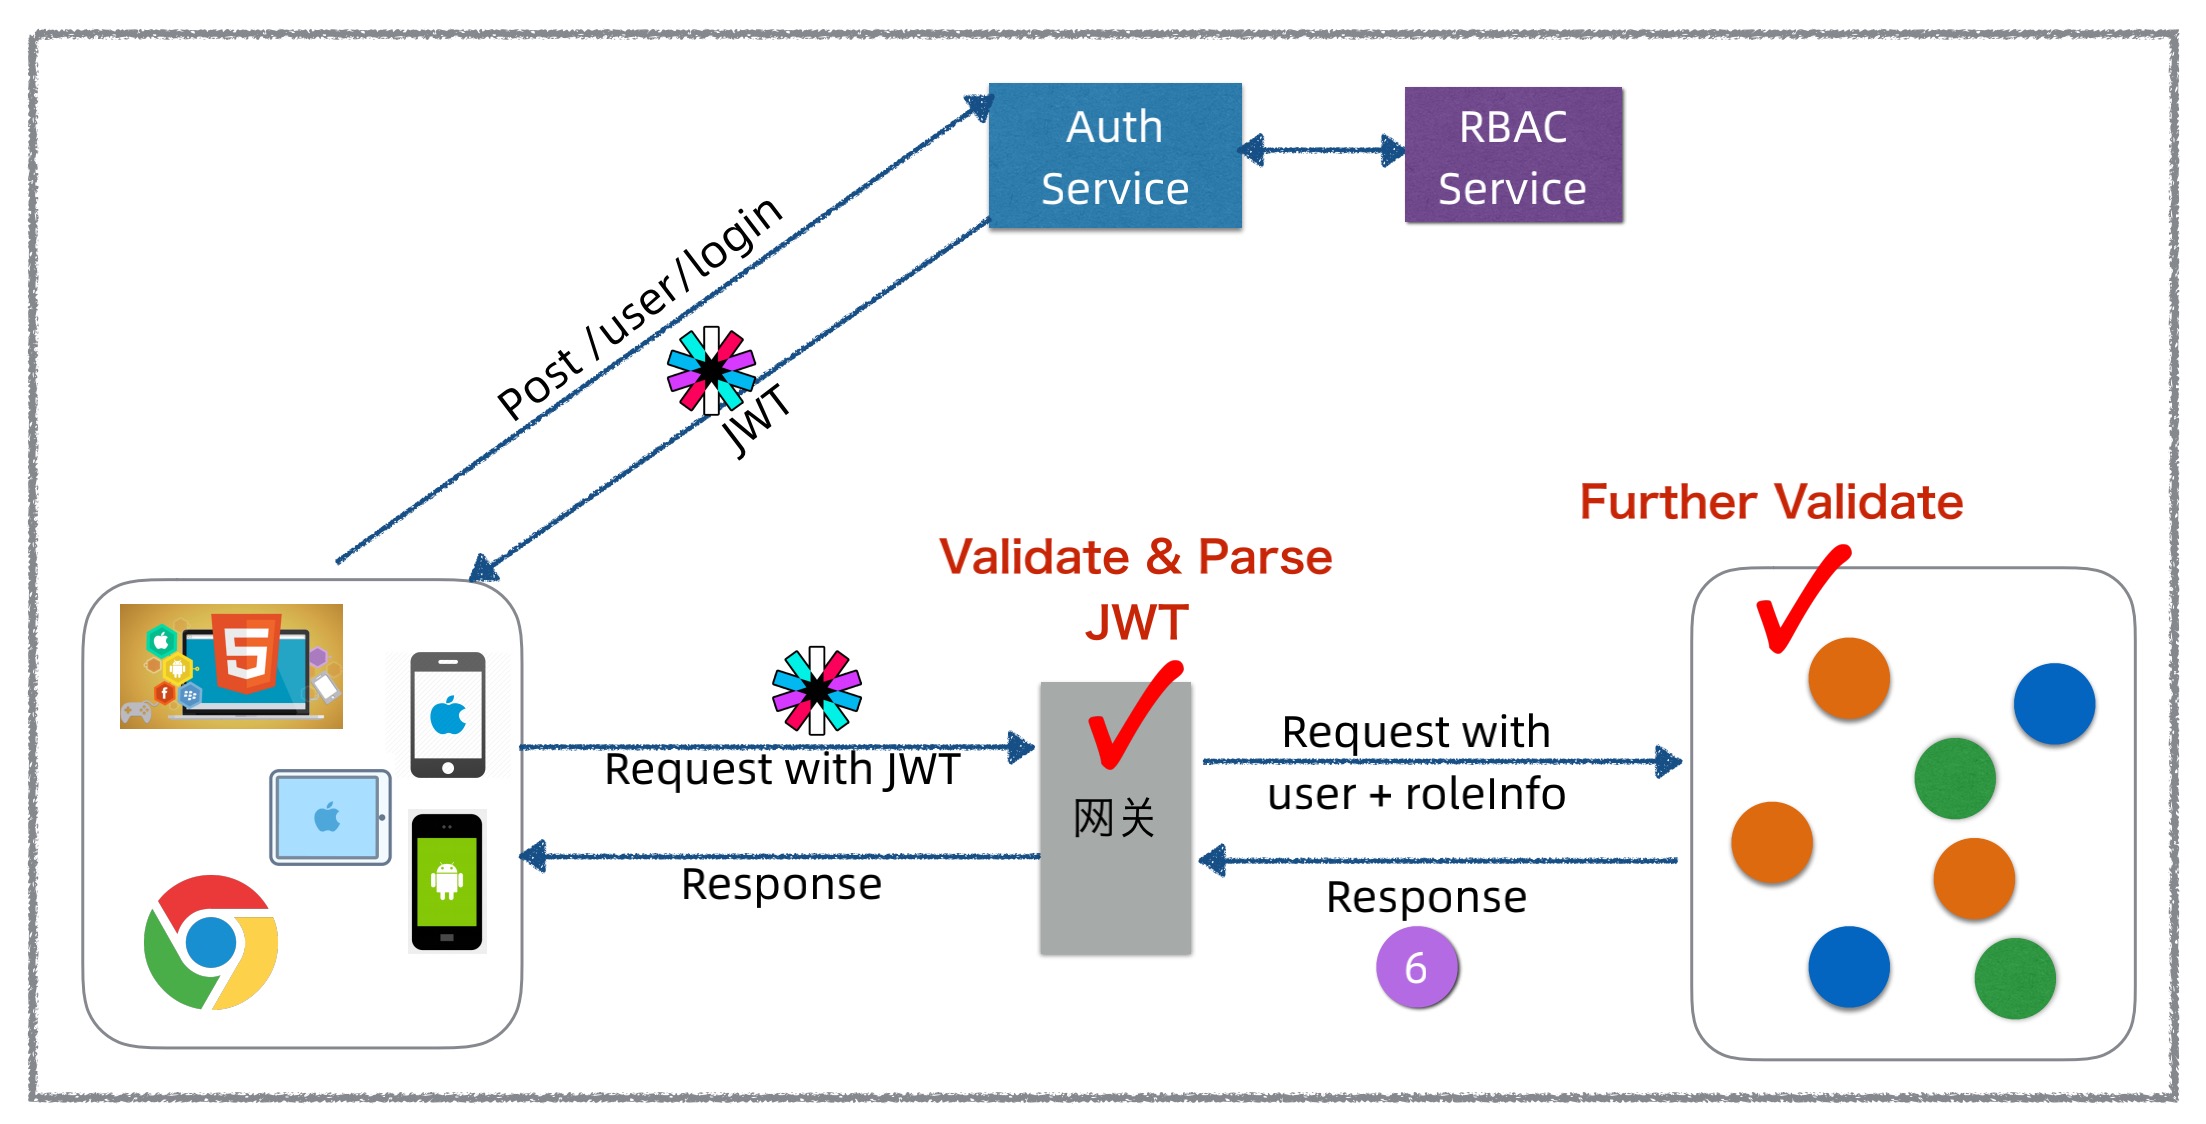 Auth
Service
RBAC
Service
Post /user/login
JWT
Further Validate
Validate & Parse
JWT
Request with JWT
网关
Request with
user + roleInfo
Response
Response
6